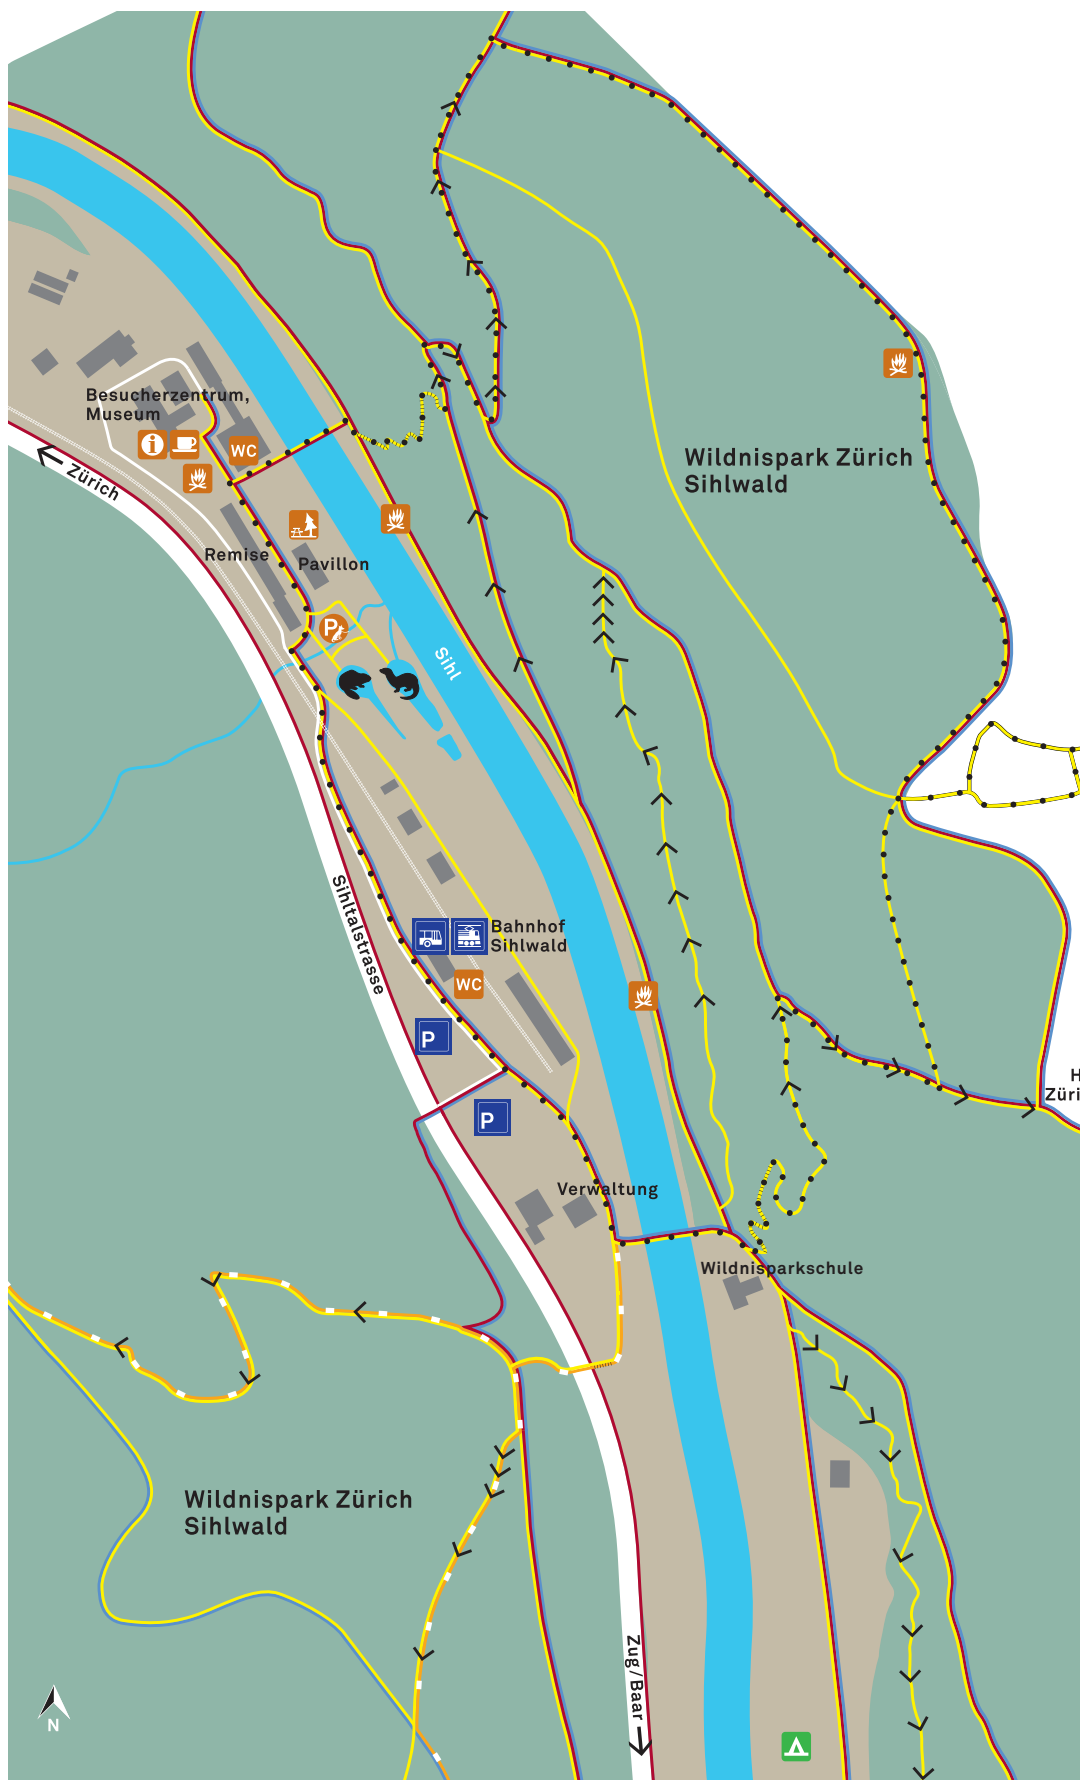 Besucherzentrum,
Museum
WC
Zürich
Wildnispark Zürich
Sihlwald
Remise
Pavillon
P
Sihl
Sihltalstrasse
Bahnhof
Sihlwald
WC
P
H
Züri
P
Verwaltung
Wildnisparkschule
Wildnispark Zürich
Sihlwald
Zug/Baar
N